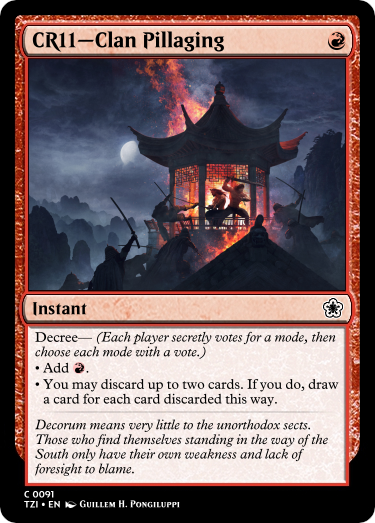 CR11—Clan Pillaging
Instant
Decree— (Each player secretly votes for a mode, then
choose each mode with a vote.)
• Add .
• You may discard up to two cards. If you do, draw
a card for each card discarded this way.
Decorum means very little to the unorthodox sects.
Those who find themselves standing in the way of the
South only have their own weakness and lack of
foresight to blame.
C 0091
TZI • EN Guillem H. Pongiluppi